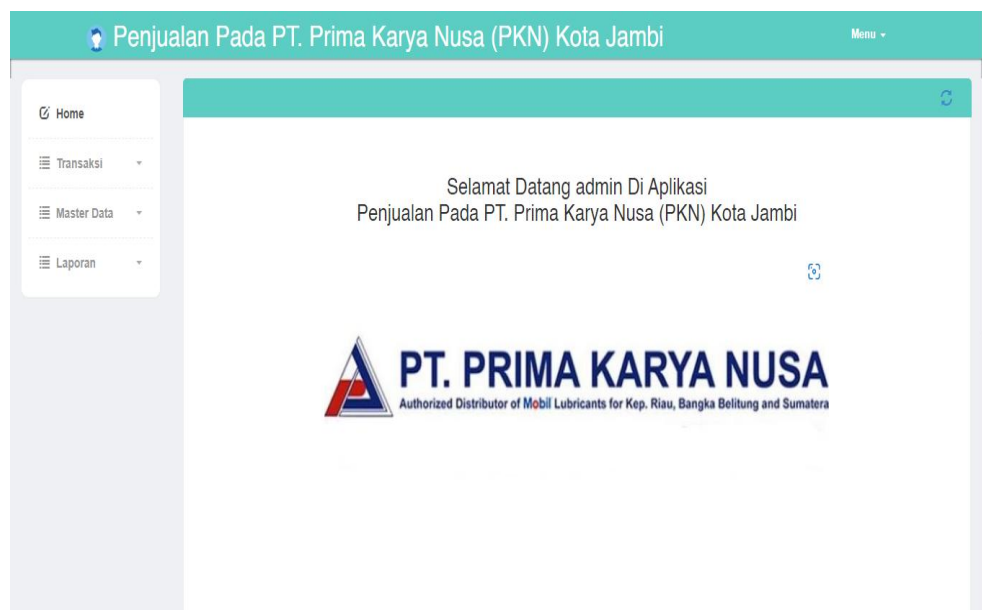 Penjualan Pada PT. Prima Karya Nusa (PKN) Kota Jambi
Menu
Home
Transaksi
Master Data
Laporan
Selamat Datang admin Di Aplikasi
Penjualan Pada PT. Prima Karya Nusa (PKN) Kota Jambi
PT. PRIMA KARYA NUSA
Authorized Distributor of Mobil Lubricants for Kep. Riau, Bangka Belitung and Sumatera